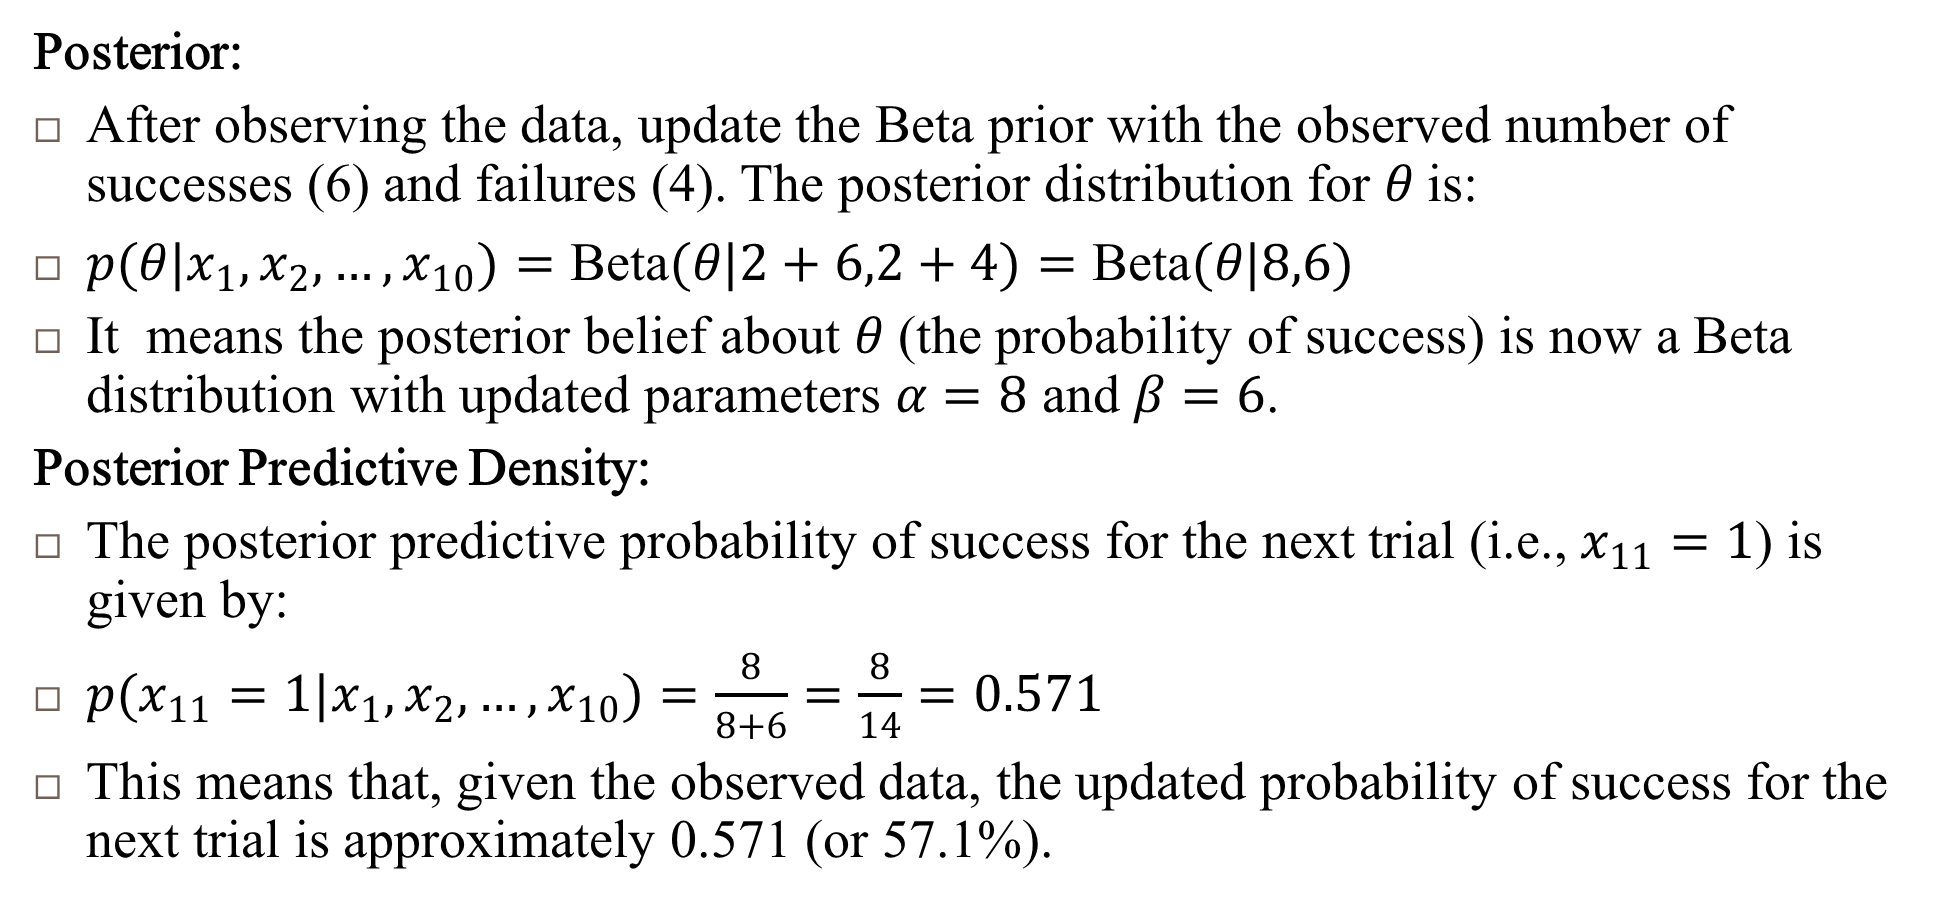 Posterior:
□ After observing the data, update the Beta prior with the observed number of
successes (6) and failures (4). The posterior distribution for θ is:
□ p(θ|x₁, x₂, … , x₁₀) = Beta(θ|2 + 6,2 + 4) = Beta(θ|8,6)
□ It  means the posterior belief about θ (the probability of success) is now a Beta
distribution with updated parameters α = 8 and β = 6.
Posterior Predictive Density:
□ The posterior predictive probability of success for the next trial (i.e., x₁₁ = 1) is
given by:
□ p(x₁₁ = 1|x₁, x₂, … , x₁₀) = 8/(8+6) = 8/14 = 0.571
□ This means that, given the observed data, the updated probability of success for the
next trial is approximately 0.571 (or 57.1%).